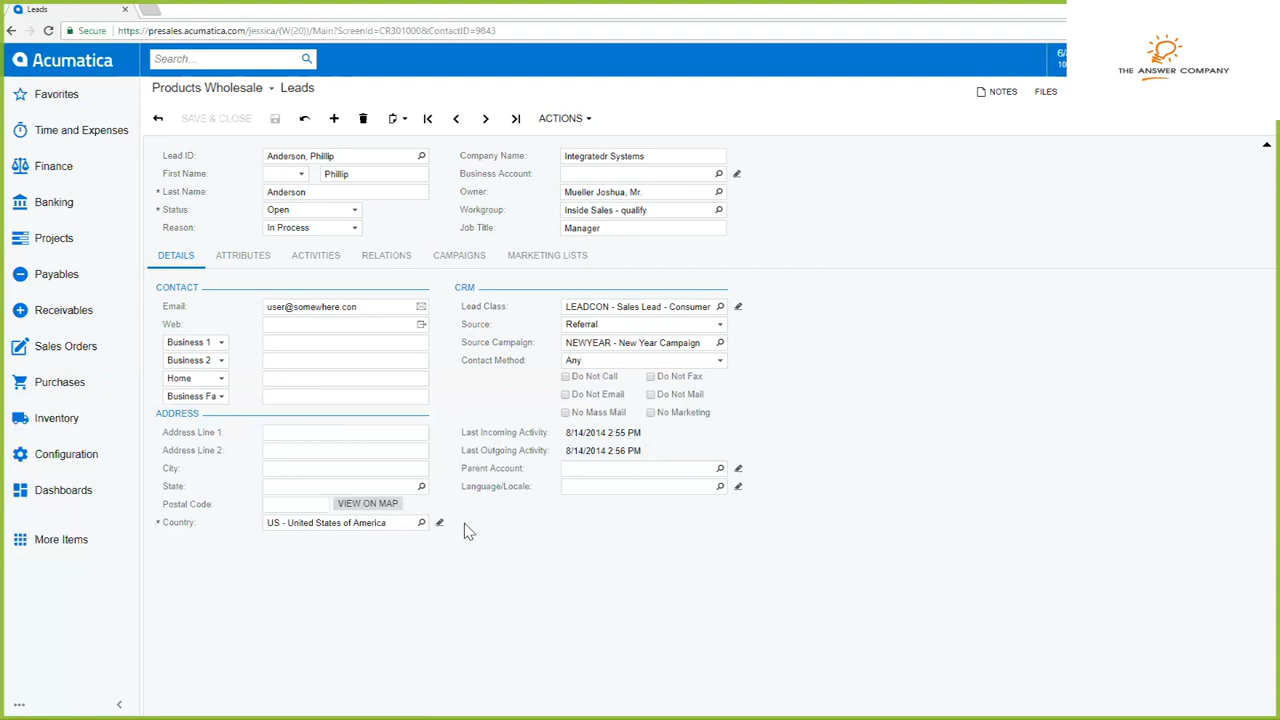 Leads
Secure https://presales.acumatica.com/jessica/(W(20))/Main?ScreenId=CR301000&ContactID=9843
Acumatica
Search...
6/
10
THE ANSWER COMPANY
Products Wholesale Leads
NOTES FILES
SAVE & CLOSE ACTIONS
Favorites
Time and Expenses
Finance
Banking
Projects
Payables
Receivables
Sales Orders
Purchases
Inventory
Configuration
Dashboards
More Items
Lead ID: Anderson, Phillip Company Name: Integratedr Systems
First Name: Phillip Business Account:
* Last Name: Anderson Owner: Mueller Joshua, Mr.
* Status: Open Workgroup: Inside Sales - qualify
Reason: In Process Job Title: Manager
DETAILS ATTRIBUTES ACTIVITIES RELATIONS CAMPAIGNS MARKETING LISTS
CONTACT CRM
Email: user@somewhere.con Lead Class: LEADCON - Sales Lead - Consumer
Web: Source: Referral
Business 1 Source Campaign: NEWYEAR - New Year Campaign
Business 2 Contact Method: Any
Home Do Not Call Do Not Fax
Business Fa Do Not Email Do Not Mail
ADDRESS No Mass Mail No Marketing
Address Line 1: Last Incoming Activity: 8/14/2014 2:55 PM
Address Line 2: Last Outgoing Activity: 8/14/2014 2:56 PM
City: Parent Account:
State: Language/Locale:
Postal Code: VIEW ON MAP
* Country: US - United States of America